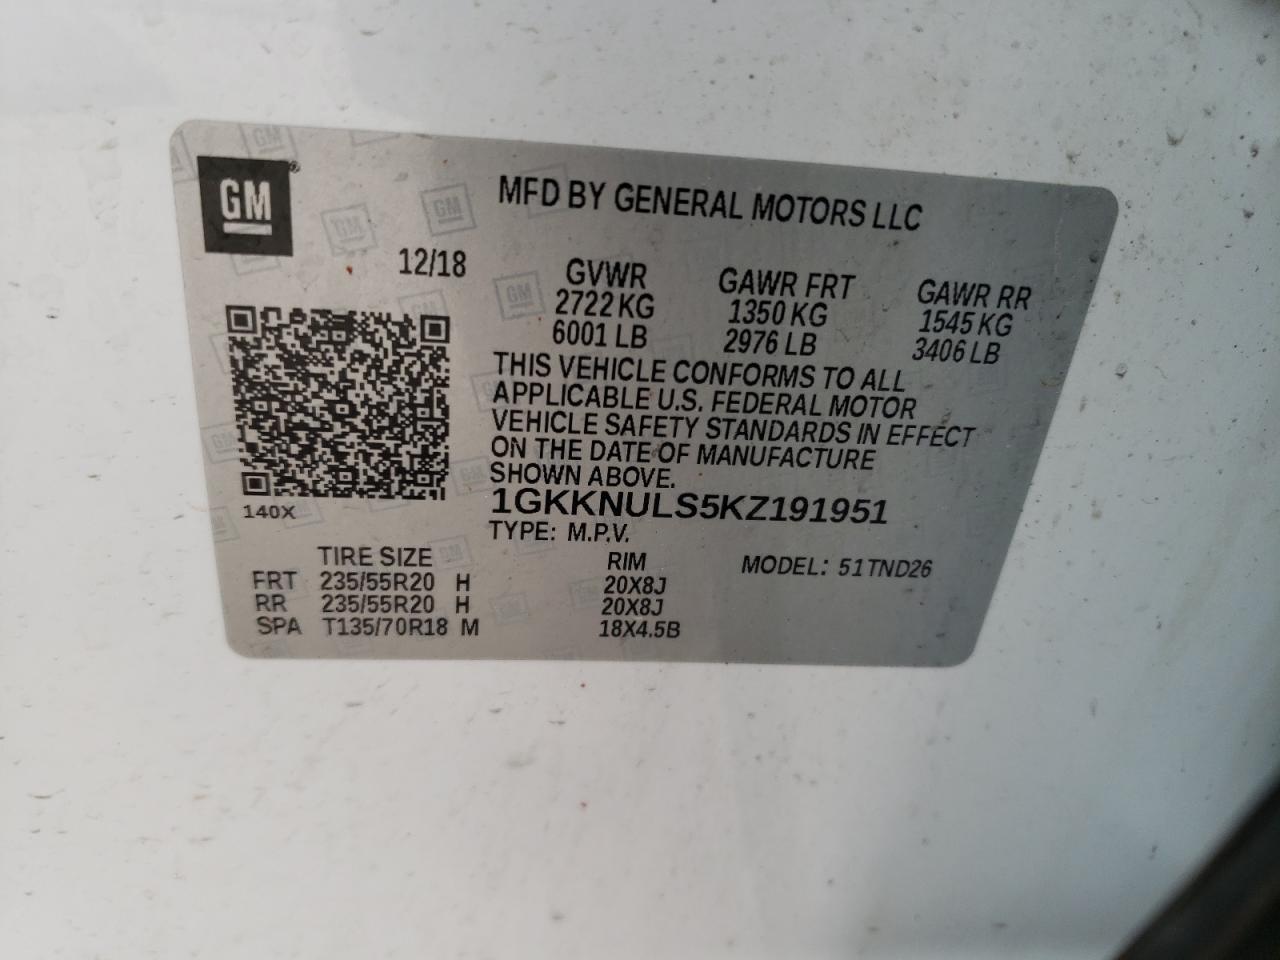 GM®
MFD BY GENERAL MOTORS LLC
12/18
GVWR GAWR FRT GAWR RR
2722 KG 1350 KG 1545 KG
6001 LB 2976 LB 3406 LB
THIS VEHICLE CONFORMS TO ALL
APPLICABLE U.S. FEDERAL MOTOR
VEHICLE SAFETY STANDARDS IN EFFECT
ON THE DATE OF MANUFACTURE
SHOWN ABOVE.
1GKKNULS5KZ191951
140X
TYPE: M.P.V.
TIRE SIZE RIM MODEL: 51TND26
FRT 235/55R20 H 20X8J
RR 235/55R20 H 20X8J
SPA T135/70R18 M 18X4.5B